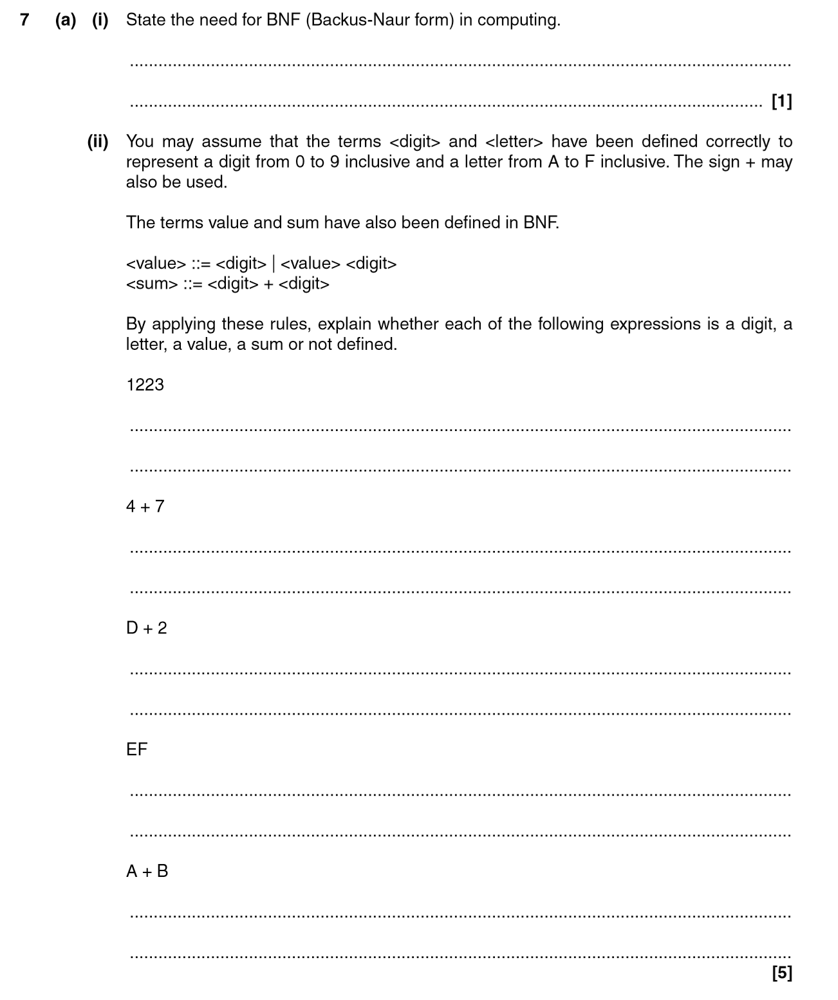 7 (a) (i) State the need for BNF (Backus-Naur form) in computing.
[1]
(ii) You may assume that the terms <digit> and <letter> have been defined correctly to
represent a digit from 0 to 9 inclusive and a letter from A to F inclusive. The sign + may
also be used.
The terms value and sum have also been defined in BNF.
<value> ::= <digit> | <value> <digit>
<sum> ::= <digit> + <digit>
By applying these rules, explain whether each of the following expressions is a digit, a
letter, a value, a sum or not defined.
1223
4 + 7
D + 2
EF
A + B
[5]